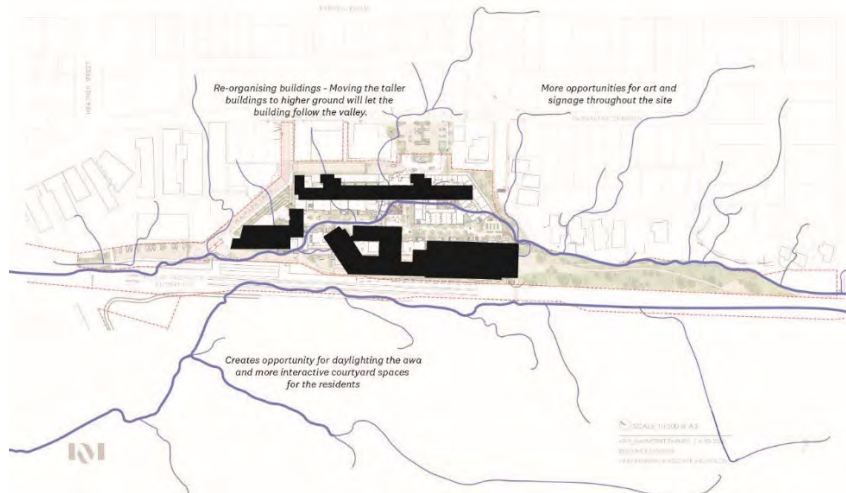 HEATHER STREET
Re-organising buildings - Moving the taller
buildings to higher ground will let the
building follow the valley.
More opportunities for art and
signage throughout the site
Creates opportunity for daylighting the awa
and more interactive courtyard spaces
for the residents